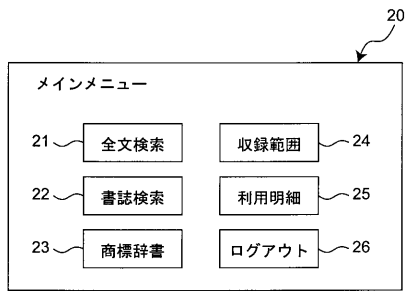 20
メインメニュー
21 全文検索 収録範囲 24
22 書誌検索 利用明細 25
23 商標辞書 ログアウト 26